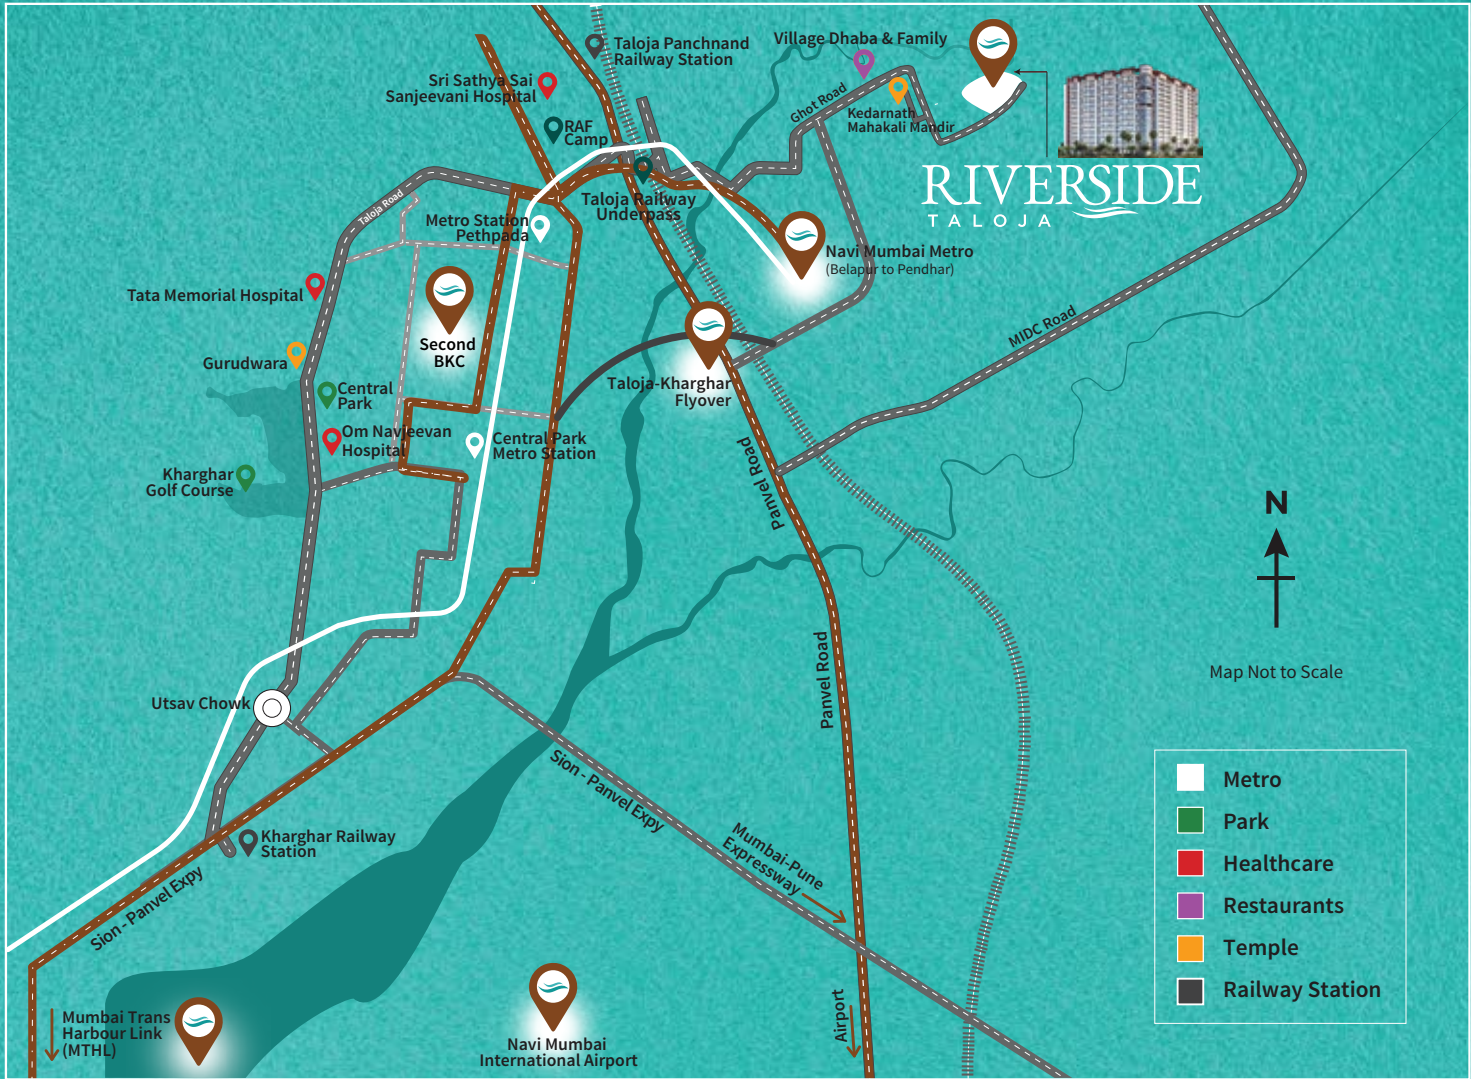 Taloja Panchnand
Railway Station
Village Dhaba & Family
Sri Sathya Sai
Sanjeevani Hospital
RAF
Camp
Ghot Road
Kedarnath
Mahakali Mandir
RIVERSIDE
TALOJA
Taloja Road
Taloja Railway
Underpass
Metro Station
Pethpada
Navi Mumbai Metro
(Belapur to Pendhar)
Tata Memorial Hospital
Second
BKC
MIDC Road
Gurudwara
Central
Park
Taloja-Kharghar
Flyover
Om Navjeevan
Hospital
Central Park
Metro Station
Kharghar
Golf Course
Panvel Road
N
Panvel Road
Map Not to Scale
Utsav Chowk
Sion - Panvel Expy
Metro
Park
Healthcare
Restaurants
Temple
Railway Station
Kharghar Railway
Station
Mumbai-Pune
Expressway
Sion - Panvel Expy
Mumbai Trans
Harbour Link
(MTHL)
Navi Mumbai
International Airport
Airport